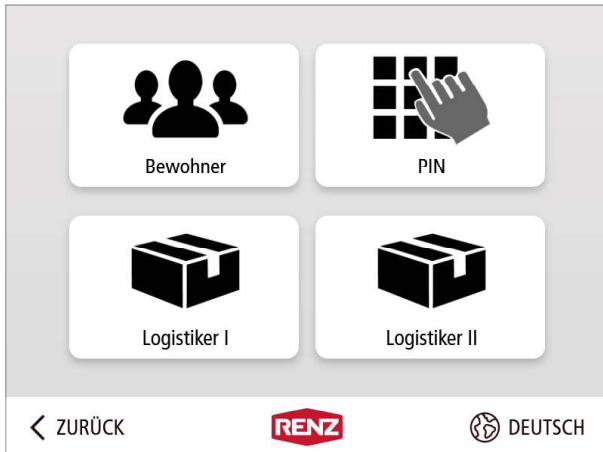 Bewohner
PIN
Logistiker I
Logistiker II
ZURÜCK
RENZ
DEUTSCH